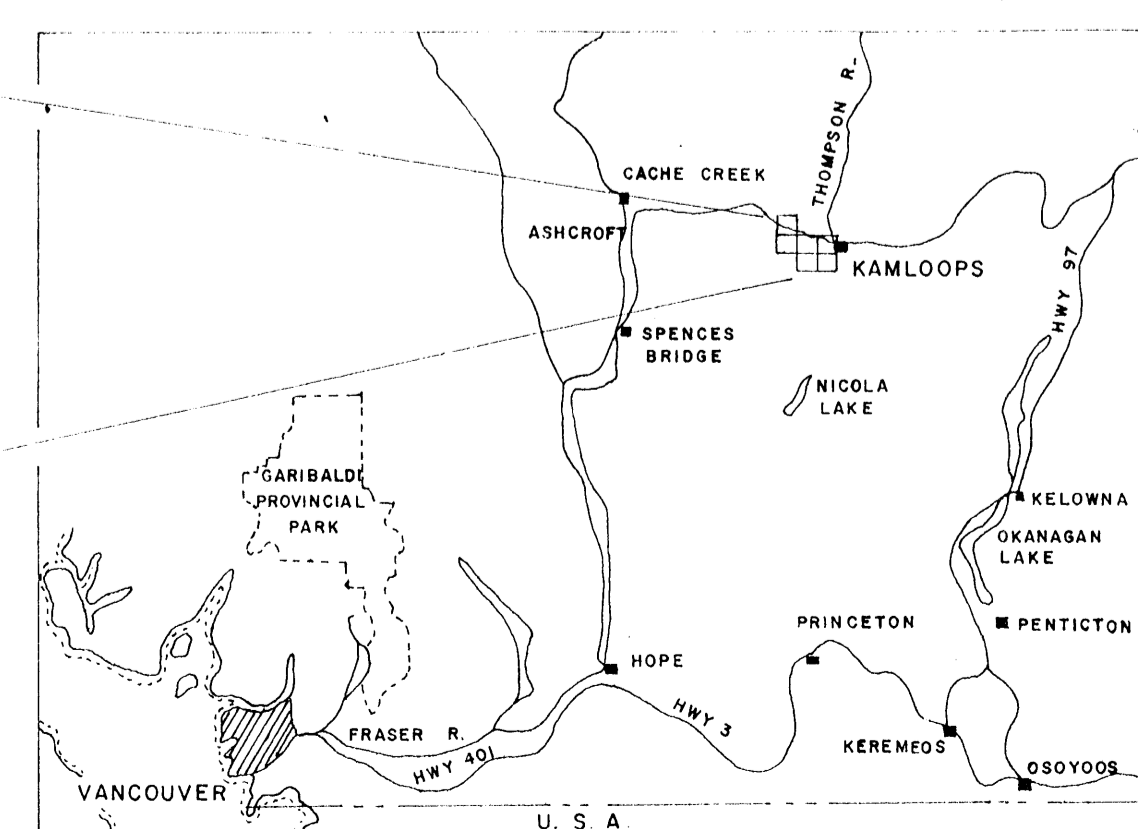 THOMPSON R.
CACHE CREEK
ASHCROFT
KAMLOOPS
HWY 97
SPENCES
BRIDGE
NICOLA
LAKE
GARIBALDI
PROVINCIAL
PARK
KELOWNA
OKANAGAN
LAKE
PRINCETON
PENTICTON
HOPE
HWY 3
FRASER R.
HWY 401
KEREMEOS
OSOYOOS
VANCOUVER
U. S. A.